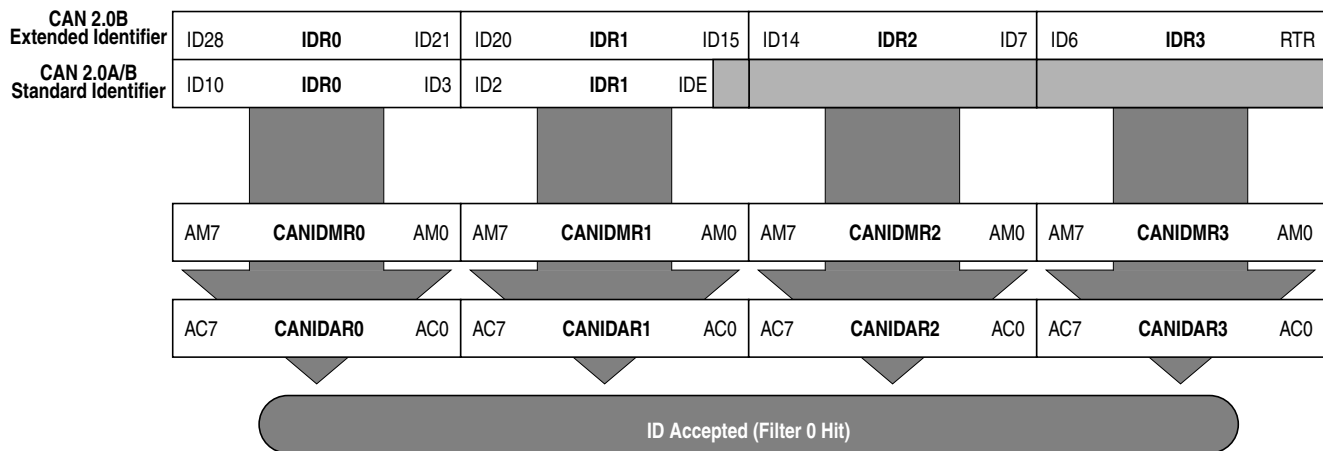 CAN 2.0B
Extended Identifier
ID28 IDR0 ID21 ID20 IDR1 ID15 ID14 IDR2 ID7 ID6 IDR3 RTR
CAN 2.0A/B
Standard Identifier
ID10 IDR0 ID3 ID2 IDR1 IDE
AM7 CANIDMR0 AM0 AM7 CANIDMR1 AM0 AM7 CANIDMR2 AM0 AM7 CANIDMR3 AM0
AC7 CANIDAR0 AC0 AC7 CANIDAR1 AC0 AC7 CANIDAR2 AC0 AC7 CANIDAR3 AC0
ID Accepted (Filter 0 Hit)